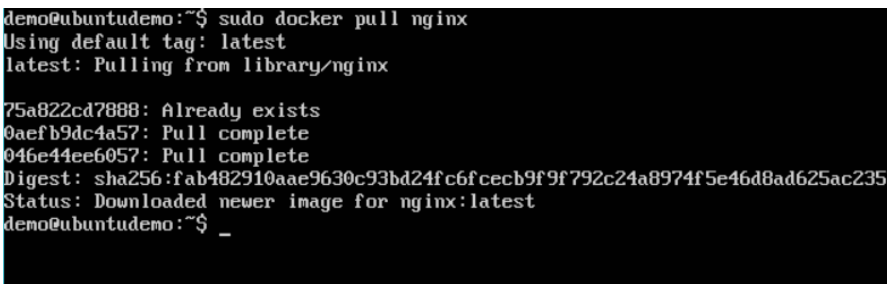 demo@ubuntudemo:~$ sudo docker pull nginx
Using default tag: latest
latest: Pulling from library/nginx
75a822cd7888: Already exists
0aefb9dc4a57: Pull complete
046e44ee6057: Pull complete
Digest: sha256:fab482910aae9630c93bd24fc6fcecb9f9f792c24a8974f5e46d8ad625ac235
Status: Downloaded newer image for nginx:latest
demo@ubuntudemo:~$ _